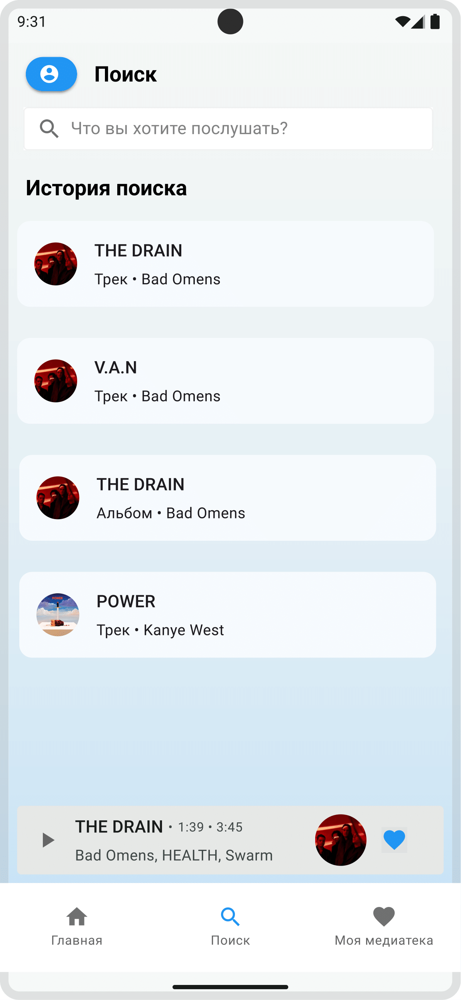 9:31
Поиск
Что вы хотите послушать?
История поиска
THE DRAIN
Трек • Bad Omens
V.A.N
Трек • Bad Omens
THE DRAIN
Альбом • Bad Omens
POWER
POWER
Трек • Kanye West
THE DRAIN • 1:39 • 3:45
Bad Omens, HEALTH, Swarm
Главная
Поиск
Моя медиатека